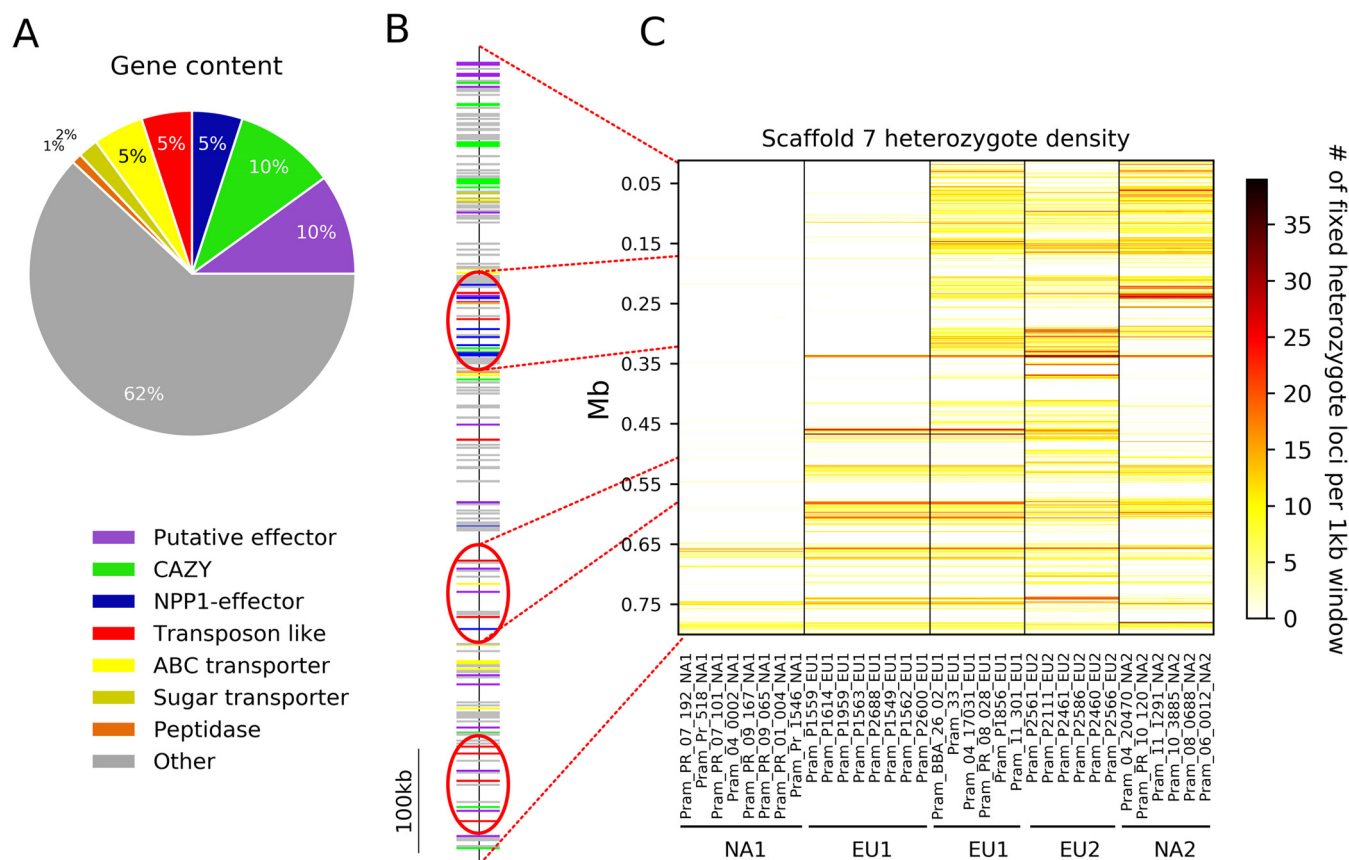 A
B
C
Gene content
2%
1%
5%
5%
5%
10%
10%
62%
Putative effector
CAZY
NPP1-effector
Transposon like
ABC transporter
Sugar transporter
Peptidase
Other
100kb
Scaffold 7 heterozygote density
Mb
0.05
0.15
0.25
0.35
0.45
0.55
0.65
0.75
Pram_PR_07_192_NA1
Pram_Pr_518_NA1
Pram_PR_07_101_NA1
Pram_04_0002_NA1
Pram_PR_09_167_NA1
Pram_PR_09_065_NA1
Pram_PR_01_004_NA1
Pram_Pr_1546_NA1
Pram_P1559_EU1
Pram_P1614_EU1
Pram_P1959_EU1
Pram_P1563_EU1
Pram_P2688_EU1
Pram_P1549_EU1
Pram_P1562_EU1
Pram_P2600_EU1
Pram_BBA_26_02_EU1
Pram_33_EU1
Pram_04_17031_EU1
Pram_PR_08_028_EU1
Pram_P1856_EU1
Pram_11_301_EU1
Pram_P2561_EU2
Pram_P2111_EU2
Pram_P2461_EU2
Pram_P2586_EU2
Pram_P2460_EU2
Pram_P2566_EU2
Pram_04_20470_NA2
Pram_PR_10_120_NA2
Pram_11_1291_NA2
Pram_10_3885_NA2
Pram_08_0688_NA2
Pram_06_0012_NA2
NA1
EU1
EU1
EU2
NA2
35
30
25
20
15
10
5
0
# of fixed heterozygote loci per 1kb window